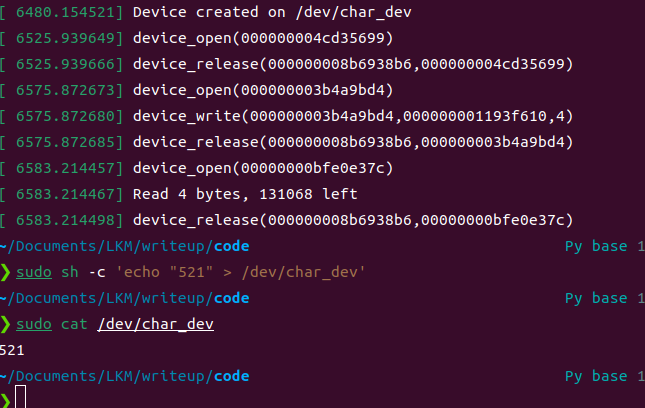 [ 6480.154521] Device created on /dev/char_dev
[ 6525.939649] device_open(000000004cd35699)
[ 6525.939666] device_release(000000008b6938b6,000000004cd35699)
[ 6575.872673] device_open(000000003b4a9bd4)
[ 6575.872680] device_write(000000003b4a9bd4,000000001193f610,4)
[ 6575.872685] device_release(000000008b6938b6,000000003b4a9bd4)
[ 6583.214457] device_open(00000000bfe0e37c)
[ 6583.214467] Read 4 bytes, 131068 left
[ 6583.214498] device_release(000000008b6938b6,00000000bfe0e37c)
~/Documents/LKM/writeup/code Py base 1
❯ sudo sh -c 'echo "521" > /dev/char_dev'
~/Documents/LKM/writeup/code Py base 1
❯ sudo cat /dev/char_dev
521
~/Documents/LKM/writeup/code Py base 1
❯